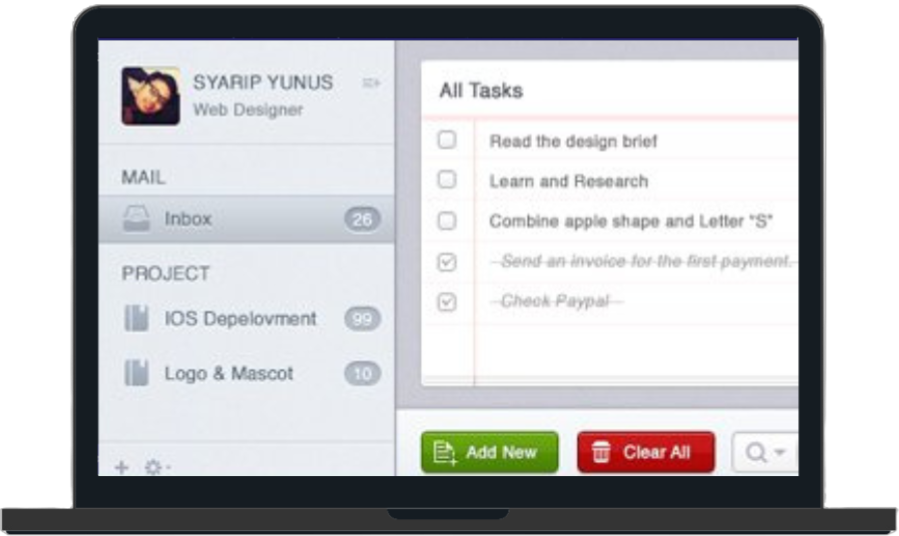 SYARIP YUNUS
Web Designer
MAIL
Inbox 26
PROJECT
IOS Depelovment 99
Logo & Mascot 10
All Tasks
Read the design brief
Learn and Research
Combine apple shape and Letter "S"
Send an invoice for the first payment.
Check Paypal
Add New
Clear All